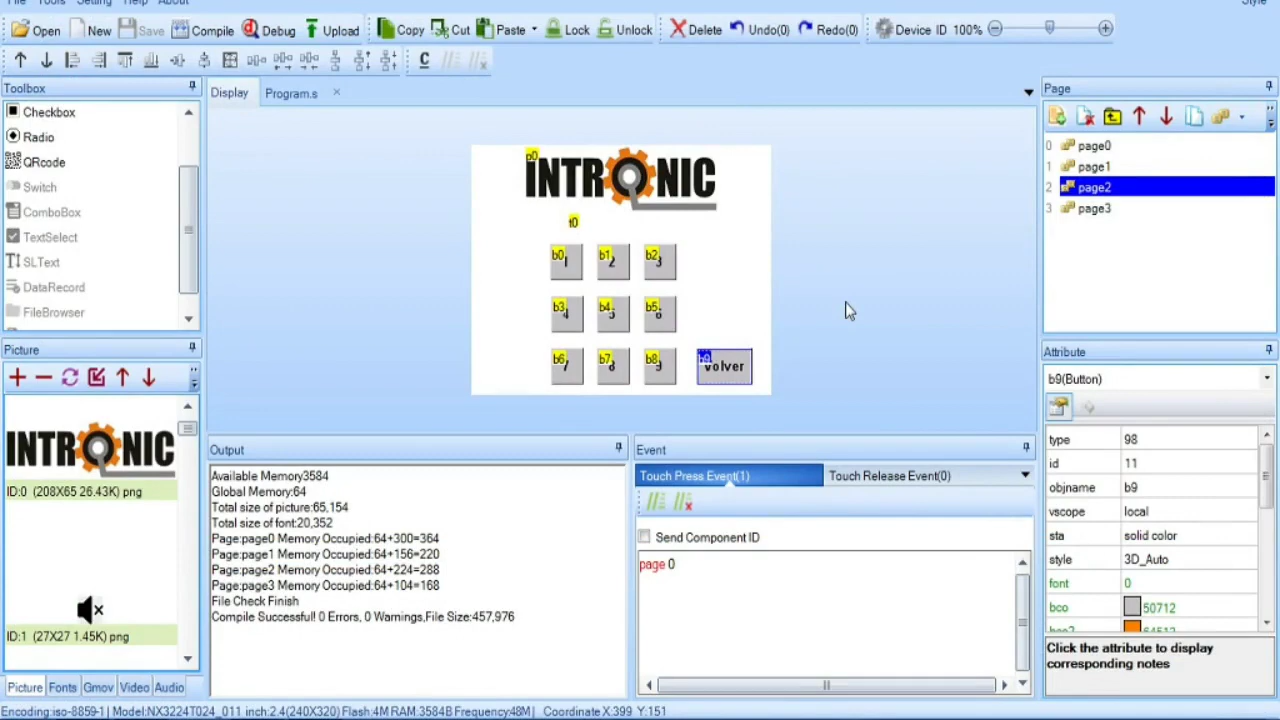 File Tools Setting Help About Style
Open New Save Compile Debug Upload Copy Cut Paste Lock Unlock Delete Undo(0) Redo(0) Device ID 100%
Toolbox
Checkbox
Radio
QRcode
Switch
ComboBox
TextSelect
SLText
DataRecord
FileBrowser
Picture
INTRONIC
ID:0 (208X65 26.43K) png
ID:1 (27X27 1.45K) png
Picture Fonts Gmov Video Audio
Display Program.s
p0
INTRONIC
t0
b0 1 b1 2 b2 3
b3 4 b4 5 b5 6
b6 7 b7 8 b8 9 b9 Volver
Output
Available Memory3584
Global Memory:64
Total size of picture:65,154
Total size of font:20,352
Page:page0 Memory Occupied:64+300=364
Page:page1 Memory Occupied:64+156=220
Page:page2 Memory Occupied:64+224=288
Page:page3 Memory Occupied:64+104=168
File Check Finish
Compile Successful! 0 Errors, 0 Warnings,File Size:457,976
Event
Touch Press Event(1) Touch Release Event(0)
Send Component ID
page 0
Page
0 page0
1 page1
2 page2
3 page3
Attribute
b9(Button)
type 98
id 11
objname b9
vscope local
sta solid color
style 3D_Auto
font 0
bco 50712
bco2 64512
Click the attribute to display
corresponding notes
Encoding:iso-8859-1 Model:NX3224T024_011 inch:2.4(240X320) Flash:4M RAM:3584B Frequency:48M Coordinate X:399 Y:151